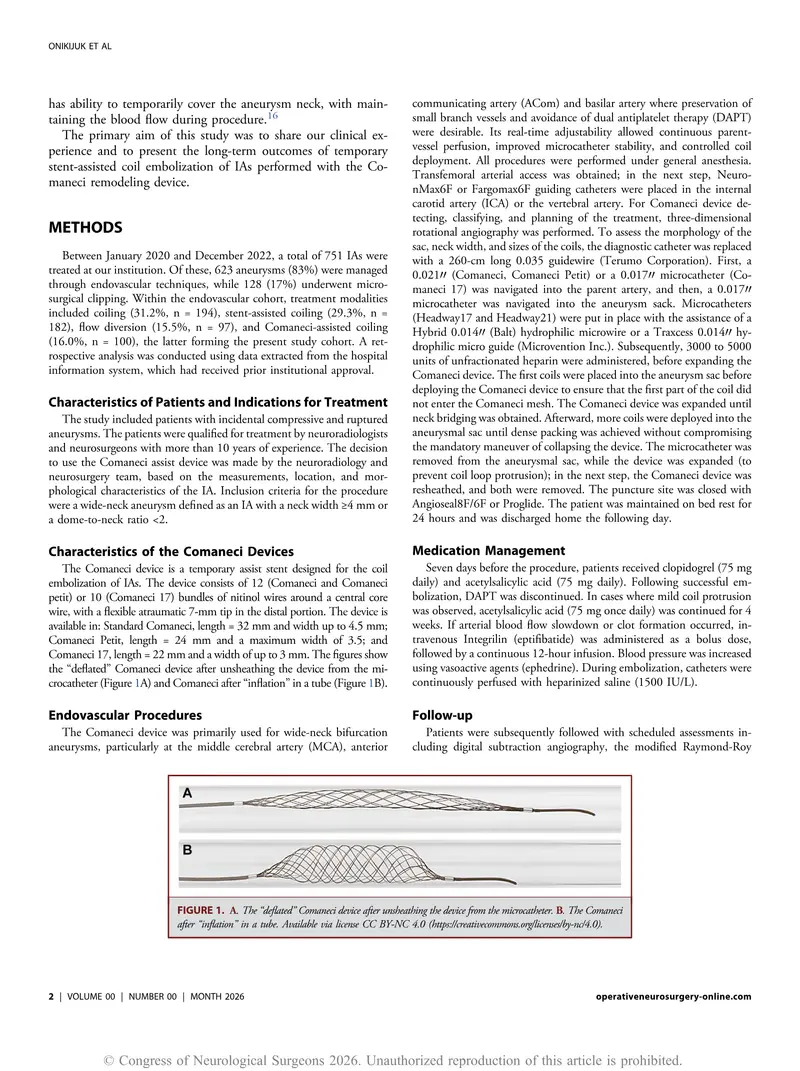 ONIKIJUK ET AL
has ability to temporarily cover the aneurysm neck, with main-
taining the blood flow during procedure.16
The primary aim of this study was to share our clinical ex-
perience and to present the long-term outcomes of temporary
stent-assisted coil embolization of IAs performed with the Co-
maneci remodeling device.
METHODS
Between January 2020 and December 2022, a total of 751 IAs were
treated at our institution. Of these, 623 aneurysms (83%) were managed
through endovascular techniques, while 128 (17%) underwent micro-
surgical clipping. Within the endovascular cohort, treatment modalities
included coiling (31.2%, n = 194), stent-assisted coiling (29.3%, n =
182), flow diversion (15.5%, n = 97), and Comaneci-assisted coiling
(16.0%, n = 100), the latter forming the present study cohort. A ret-
rospective analysis was conducted using data extracted from the hospital
information system, which had received prior institutional approval.
Characteristics of Patients and Indications for Treatment
The study included patients with incidental compressive and ruptured
aneurysms. The patients were qualified for treatment by neuroradiologists
and neurosurgeons with more than 10 years of experience. The decision
to use the Comaneci assist device was made by the neuroradiology and
neurosurgery team, based on the measurements, location, and mor-
phological characteristics of the IA. Inclusion criteria for the procedure
were a wide-neck aneurysm defined as an IA with a neck width ≥4 mm or
a dome-to-neck ratio <2.
Characteristics of the Comaneci Devices
The Comaneci device is a temporary assist stent designed for the coil
embolization of IAs. The device consists of 12 (Comaneci and Comaneci
petit) or 10 (Comaneci 17) bundles of nitinol wires around a central core
wire, with a flexible atraumatic 7-mm tip in the distal portion. The device is
available in: Standard Comaneci, length = 32 mm and width up to 4.5 mm;
Comaneci Petit, length = 24 mm and a maximum width of 3.5; and
Comaneci 17, length = 22 mm and a width of up to 3 mm. The figures show
the “deflated” Comaneci device after unsheathing the device from the mi-
crocatheter (Figure 1A) and Comaneci after “inflation” in a tube (Figure 1B).
Endovascular Procedures
The Comaneci device was primarily used for wide-neck bifurcation
aneurysms, particularly at the middle cerebral artery (MCA), anterior
communicating artery (ACom) and basilar artery where preservation of
small branch vessels and avoidance of dual antiplatelet therapy (DAPT)
were desirable. Its real-time adjustability allowed continuous parent-
vessel perfusion, improved microcatheter stability, and controlled coil
deployment. All procedures were performed under general anesthesia.
Transfemoral arterial access was obtained; in the next step, Neuro-
nMax6F or Fargomax6F guiding catheters were placed in the internal
carotid artery (ICA) or the vertebral artery. For Comaneci device de-
tecting, classifying, and planning of the treatment, three-dimensional
rotational angiography was performed. To assess the morphology of the
sac, neck width, and sizes of the coils, the diagnostic catheter was replaced
with a 260-cm long 0.035 guidewire (Terumo Corporation). First, a
0.021″ (Comaneci, Comaneci Petit) or a 0.017″ microcatheter (Co-
maneci 17) was navigated into the parent artery, and then, a 0.017″
microcatheter was navigated into the aneurysm sack. Microcatheters
(Headway17 and Headway21) were put in place with the assistance of a
Hybrid 0.014″ (Balt) hydrophilic microwire or a Traxcess 0.014″ hy-
drophilic micro guide (Microvention Inc.). Subsequently, 3000 to 5000
units of unfractionated heparin were administered, before expanding the
Comaneci device. The first coils were placed into the aneurysm sac before
deploying the Comaneci device to ensure that the first part of the coil did
not enter the Comaneci mesh. The Comaneci device was expanded until
neck bridging was obtained. Afterward, more coils were deployed into the
aneurysmal sac until dense packing was achieved without compromising
the mandatory maneuver of collapsing the device. The microcatheter was
removed from the aneurysmal sac, while the device was expanded (to
prevent coil loop protrusion); in the next step, the Comaneci device was
resheathed, and both were removed. The puncture site was closed with
Angioseal8F/6F or Proglide. The patient was maintained on bed rest for
24 hours and was discharged home the following day.
Medication Management
Seven days before the procedure, patients received clopidogrel (75 mg
daily) and acetylsalicylic acid (75 mg daily). Following successful em-
bolization, DAPT was discontinued. In cases where mild coil protrusion
was observed, acetylsalicylic acid (75 mg once daily) was continued for 4
weeks. If arterial blood flow slowdown or clot formation occurred, in-
travenous Integrilin (eptifibatide) was administered as a bolus dose,
followed by a continuous 12-hour infusion. Blood pressure was increased
using vasoactive agents (ephedrine). During embolization, catheters were
continuously perfused with heparinized saline (1500 IU/L).
Follow-up
Patients were subsequently followed with scheduled assessments in-
cluding digital subtraction angiography, the modified Raymond-Roy
A
B
FIGURE 1. A. The “deflated” Comaneci device after unsheathing the device from the microcatheter. B. The Comaneci
after “inflation” in a tube. Available via license CC BY-NC 4.0 (https://creativecommons.org/licenses/by-nc/4.0).
2 | VOLUME 00 | NUMBER 00 | MONTH 2026
operativeneurosurgery-online.com
© Congress of Neurological Surgeons 2026. Unauthorized reproduction of this article is prohibited.